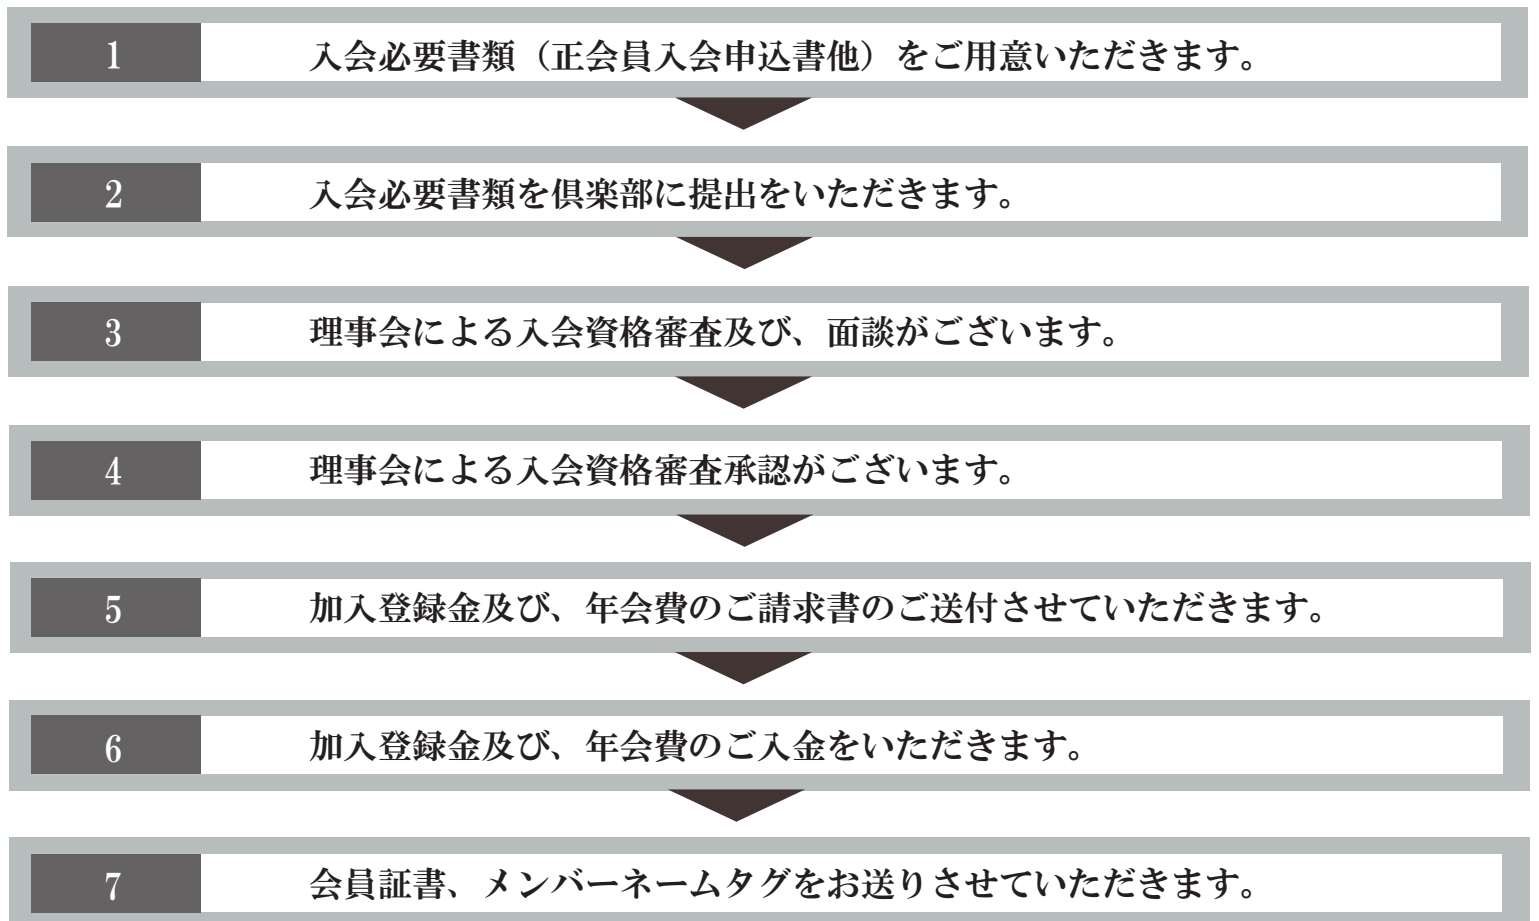 1 入会必要書類（正会員入会申込書他）をご用意いただきます。
2 入会必要書類を倶楽部に提出をいただきます。
3 理事会による入会資格審査及び、面談がございます。
4 理事会による入会資格審査承認がございます。
5 加入登録金及び、年会費のご請求書のご送付させていただきます。
6 加入登録金及び、年会費のご入金をいただきます。
7 会員証書、メンバーネームタグをお送りさせていただきます。